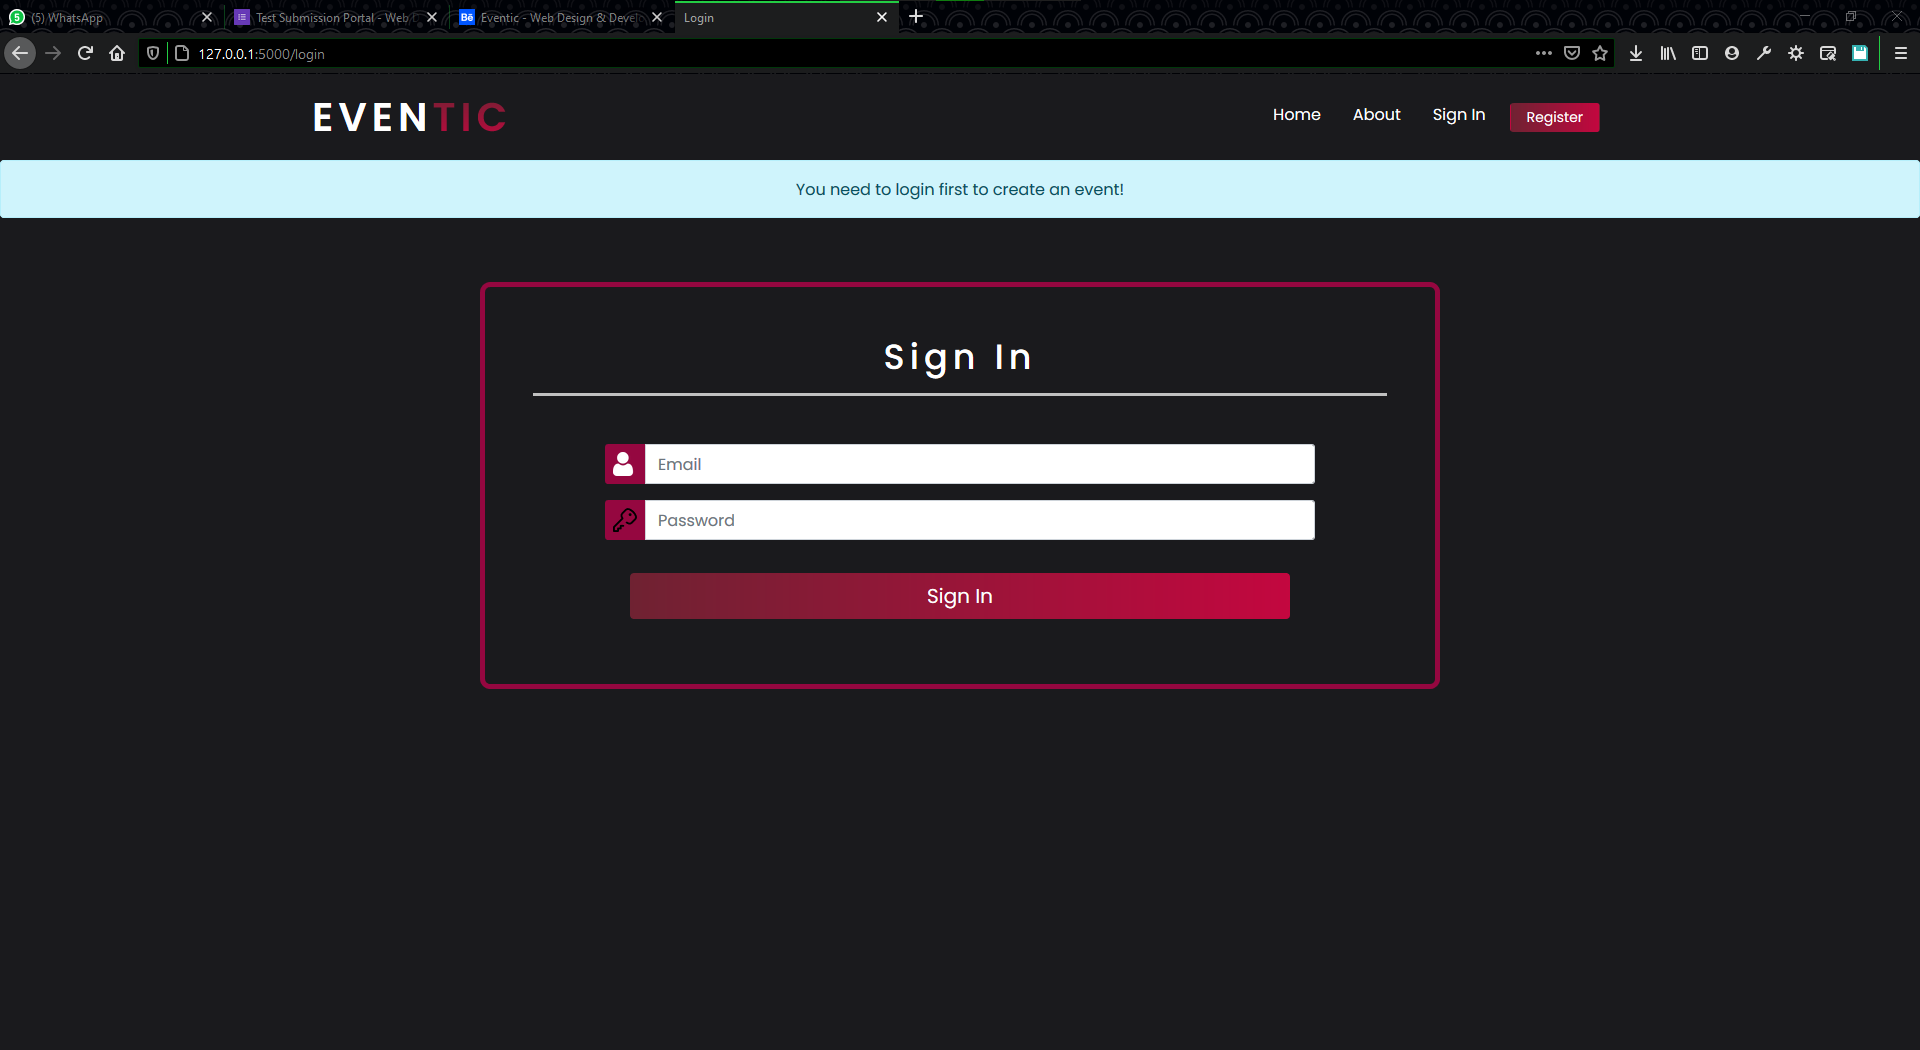 5 (5) WhatsApp
Test Submission Portal - Web
Bē Eventic - Web Design & Develo
Login
127.0.0.1:5000/login
EVENTIC
Home About Sign In Register
You need to login first to create an event!
Sign In
Email
Password
Sign In